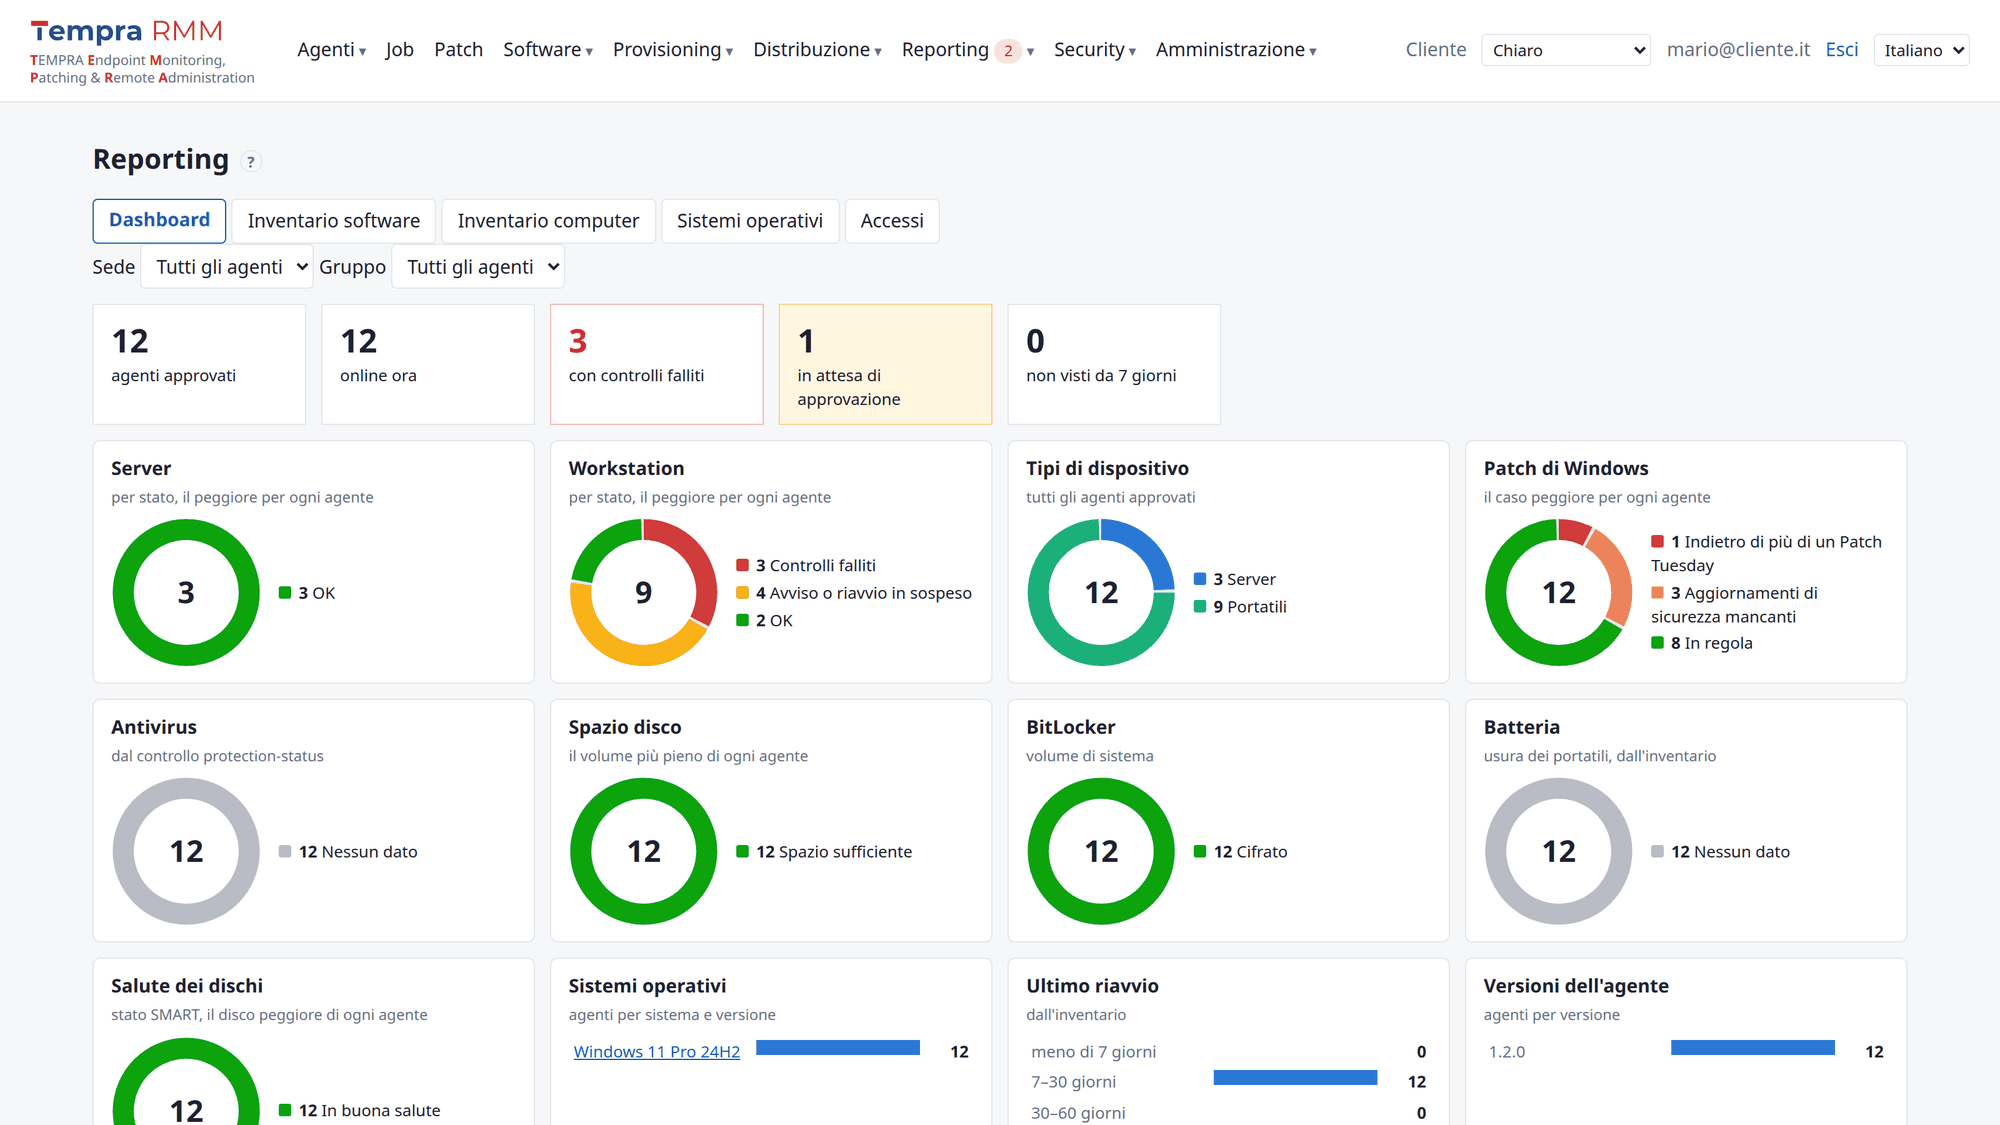 Tempra RMM
TEMPRA Endpoint Monitoring,
Patching & Remote Administration
Agenti ▾ Job Patch Software ▾ Provisioning ▾ Distribuzione ▾ Reporting 2 ▾ Security ▾ Amministrazione ▾
Cliente Chiaro mario@cliente.it Esci Italiano
Reporting ?
Dashboard Inventario software Inventario computer Sistemi operativi Accessi
Sede Tutti gli agenti Gruppo Tutti gli agenti
12
agenti approvati
12
online ora
3
con controlli falliti
1
in attesa di
approvazione
0
non visti da 7 giorni
Server
per stato, il peggiore per ogni agente
3
3 OK
Workstation
per stato, il peggiore per ogni agente
9
3 Controlli falliti
4 Avviso o riavvio in sospeso
2 OK
Tipi di dispositivo
tutti gli agenti approvati
12
3 Server
9 Portatili
Patch di Windows
il caso peggiore per ogni agente
12
1 Indietro di più di un Patch
Tuesday
3 Aggiornamenti di
sicurezza mancanti
8 In regola
Antivirus
dal controllo protection-status
12
12 Nessun dato
Spazio disco
il volume più pieno di ogni agente
12
12 Spazio sufficiente
BitLocker
volume di sistema
12
12 Cifrato
Batteria
usura dei portatili, dall'inventario
12
12 Nessun dato
Salute dei dischi
stato SMART, il disco peggiore di ogni agente
12
12 In buona salute
Sistemi operativi
agenti per sistema e versione
Windows 11 Pro 24H2 12
Ultimo riavvio
dall'inventario
meno di 7 giorni 0
7–30 giorni 12
30–60 giorni 0
Versioni dell'agente
agenti per versione
1.2.0 12